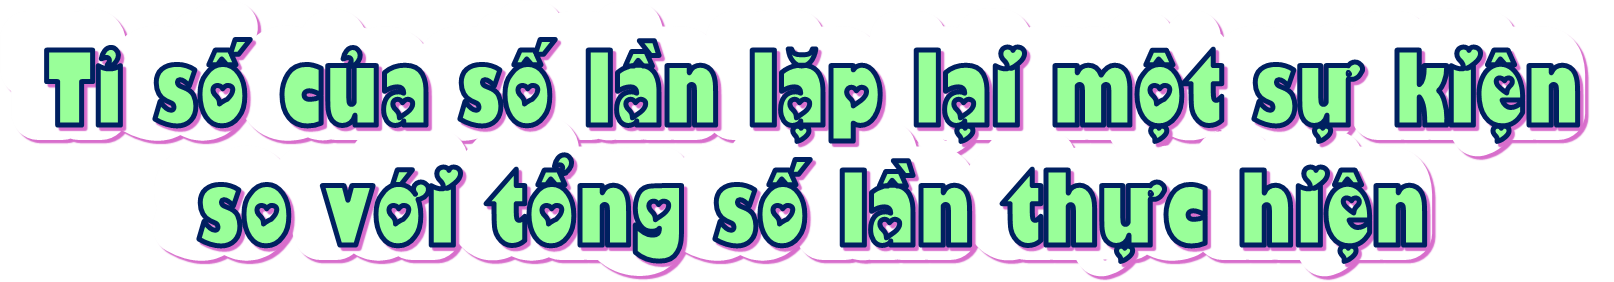 Tỉ số của số lần lặp lại một sự kiện
so với tổng số lần thực hiện